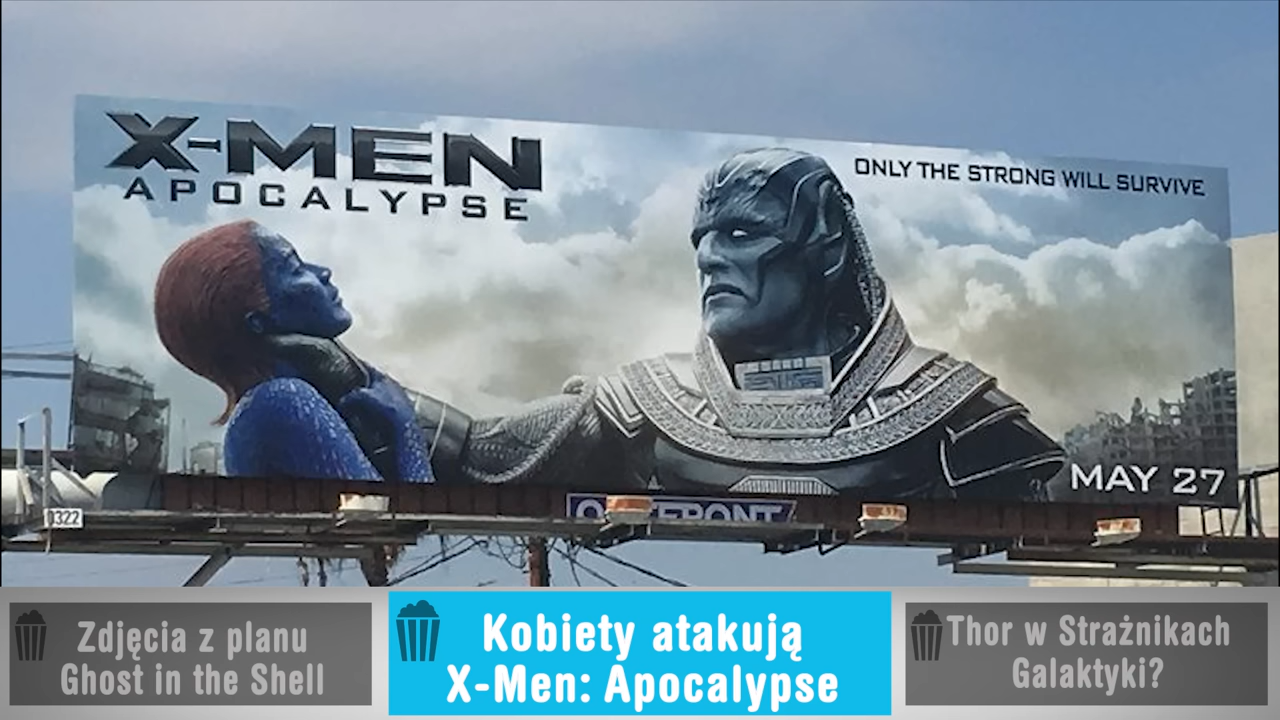 X-MEN
APOCALYPSE
ONLY THE STRONG WILL SURVIVE
MAY 27
0322
Zdjęcia z planu
Ghost in the Shell
Kobiety atakują
X-Men: Apocalypse
Thor w Strażnikach
Galaktyki?